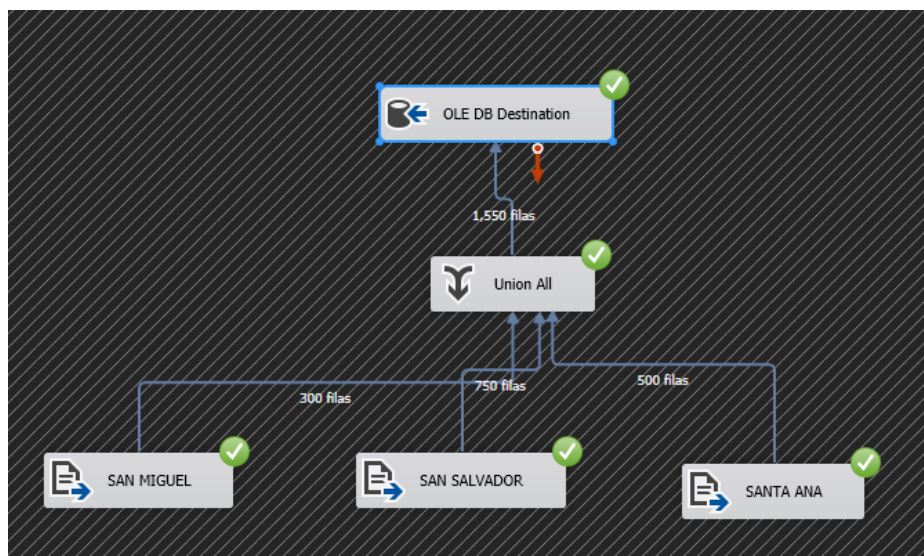 OLE DB Destination
1,550 filas
Union All
300 filas
750 filas
500 filas
SAN MIGUEL
SAN SALVADOR
SANTA ANA